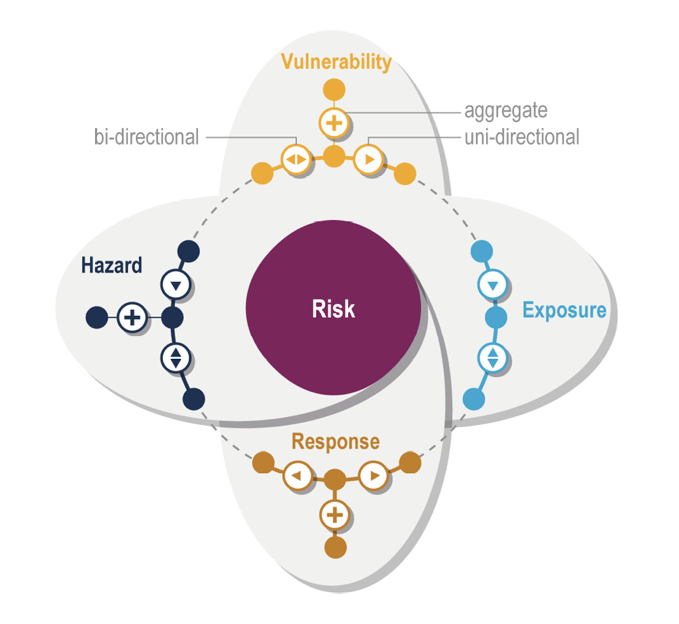 Vulnerability
aggregate
bi-directional
uni-directional
Hazard
Risk
Exposure
Response